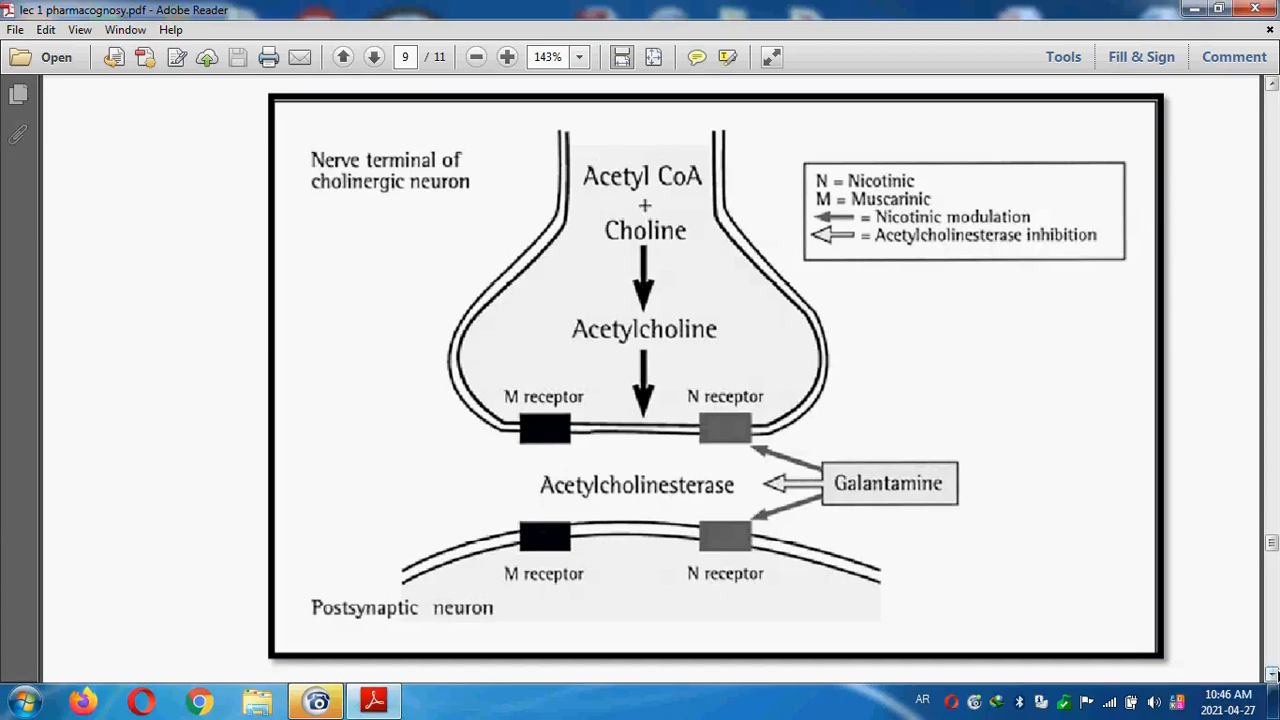 lec 1 pharmacognosy.pdf - Adobe Reader
File Edit View Window Help
Open 9 / 11 143% Tools Fill & Sign Comment
Nerve terminal of
cholinergic neuron
Acetyl CoA
+
Choline
Acetylcholine
M receptor N receptor
N = Nicotinic
M = Muscarinic
= Nicotinic modulation
= Acetylcholinesterase inhibition
Acetylcholinesterase
Galantamine
M receptor N receptor
Postsynaptic neuron
AR
10:46 AM
2021-04-27